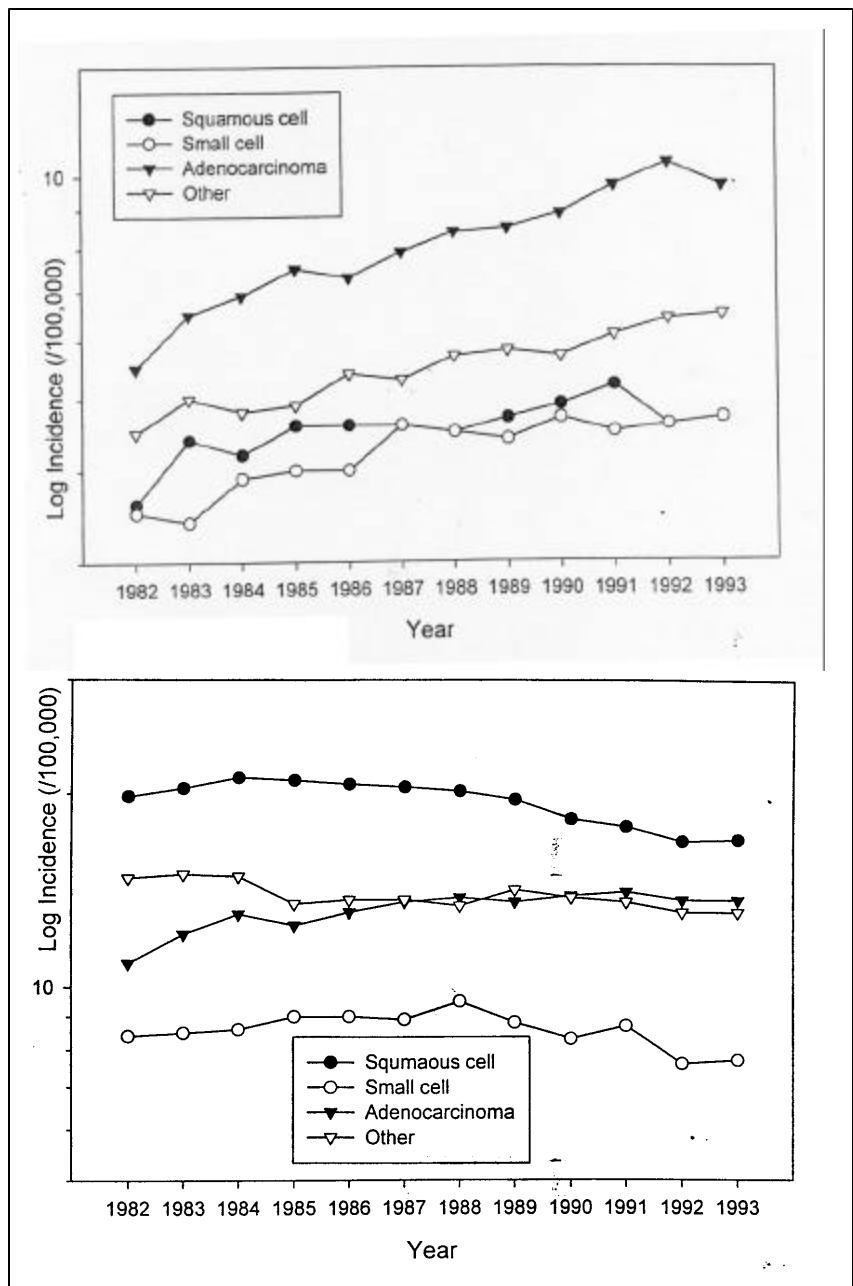 Squamous cell
Small cell
Adenocarcinoma
Other
10
Log Incidence (/100,000)
1982 1983 1984 1985 1986 1987 1988 1989 1990 1991 1992 1993
Year
Log Incidence (/100,000)
10
Squmaous cell
Small cell
Adenocarcinoma
Other
1982 1983 1984 1985 1986 1987 1988 1989 1990 1991 1992 1993
Year